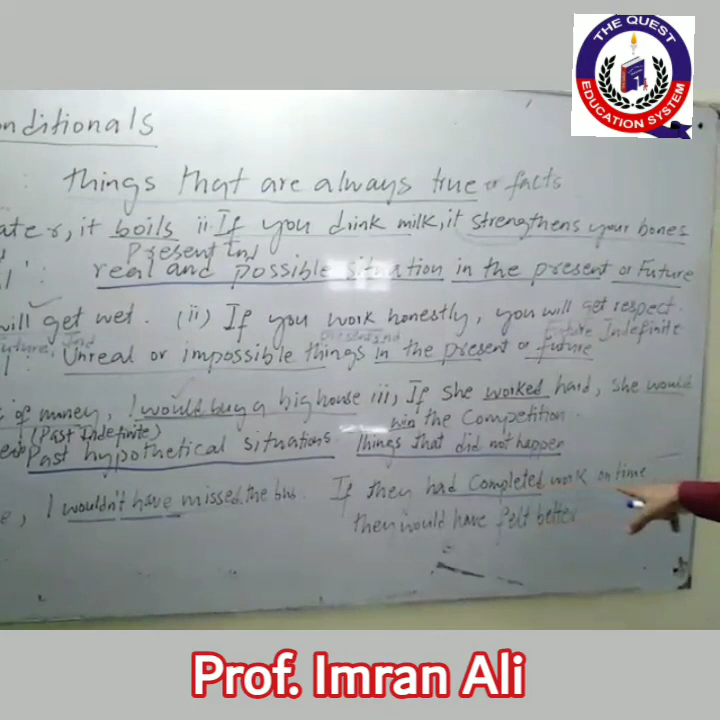 THE QUEST
EDUCATION SYSTEM
onditionals
things that are always true or facts
ater, it boils ii. If you drink milk, it strengthens your bones
Present Ind
real and possible situation in the present or Future
will get wet. (ii) If you work honestly, you will get respect.
Future Ind Present Ind Future Indefinite
Unreal or impossible things in the present or future
of money, I would buy a big house iii, If she worked hard, She would
win the Competition.
(Past Indefinite)
Past hypothetical situations things that did not happen
e, I wouldn't have missed the bus. If they had Completed work on time
they would have felt better
Prof. Imran Ali